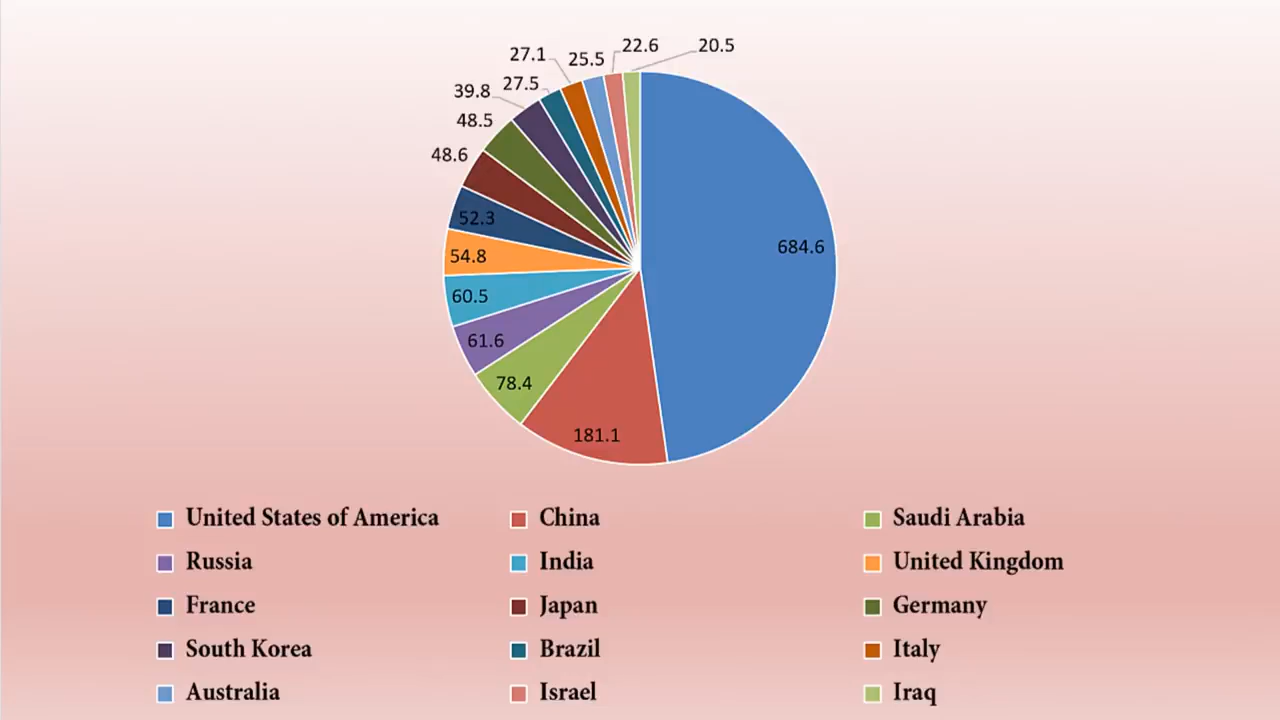 27.1 25.5 22.6 20.5
39.8 27.5
48.5
48.6
52.3
54.8
60.5
61.6
78.4
181.1
684.6
United States of America China Saudi Arabia
Russia India United Kingdom
France Japan Germany
South Korea Brazil Italy
Australia Israel Iraq